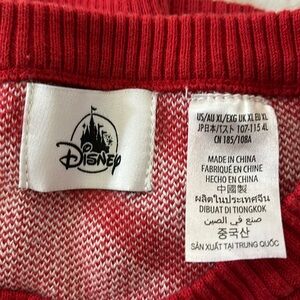 Disney
US/AU XL/EXG UK XL EU XL
JP日本/バスト 107-115 4L
CN 185/108A
MADE IN CHINA
FABRIQUÉ EN CHINE
HECHO EN CHINA
中國製
ผลิตในประเทศจีน
DIBUAT DI TIONGKOK
صنع في الصين
중국산
SẢN XUẤT TẠI TRUNG QUỐC